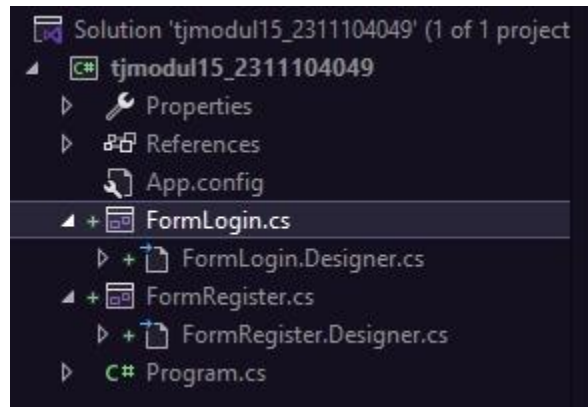 Solution 'tjmodul15_2311104049' (1 of 1 project
C# tjmodul15_2311104049
Properties
References
App.config
+ FormLogin.cs
+ FormLogin.Designer.cs
+ FormRegister.cs
+ FormRegister.Designer.cs
C# Program.cs